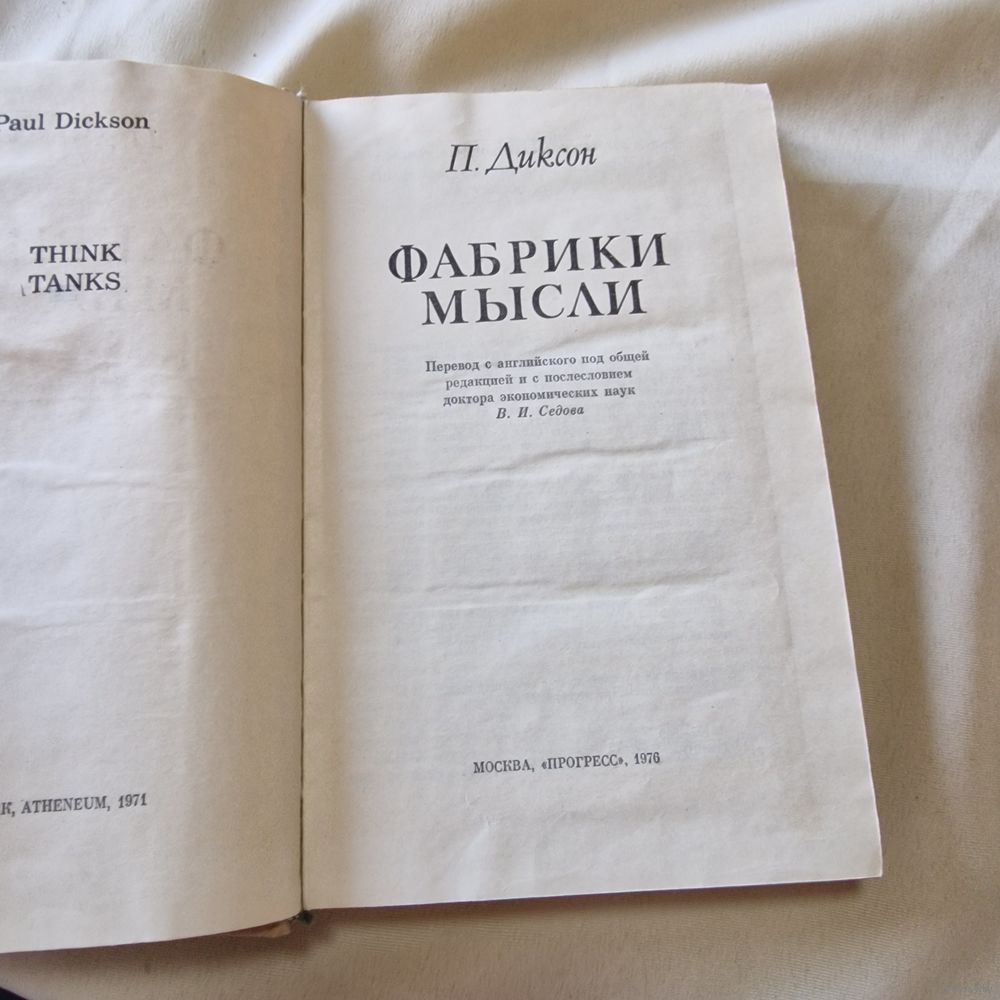 Paul Dickson
THINK
TANKS
К, ATHENEUM, 1971
П. Диксон
ФАБРИКИ
МЫСЛИ
Перевод с английского под общей
редакцией и с послесловием
доктора экономических наук
В. И. Седова
МОСКВА, «ПРОГРЕСС», 1976